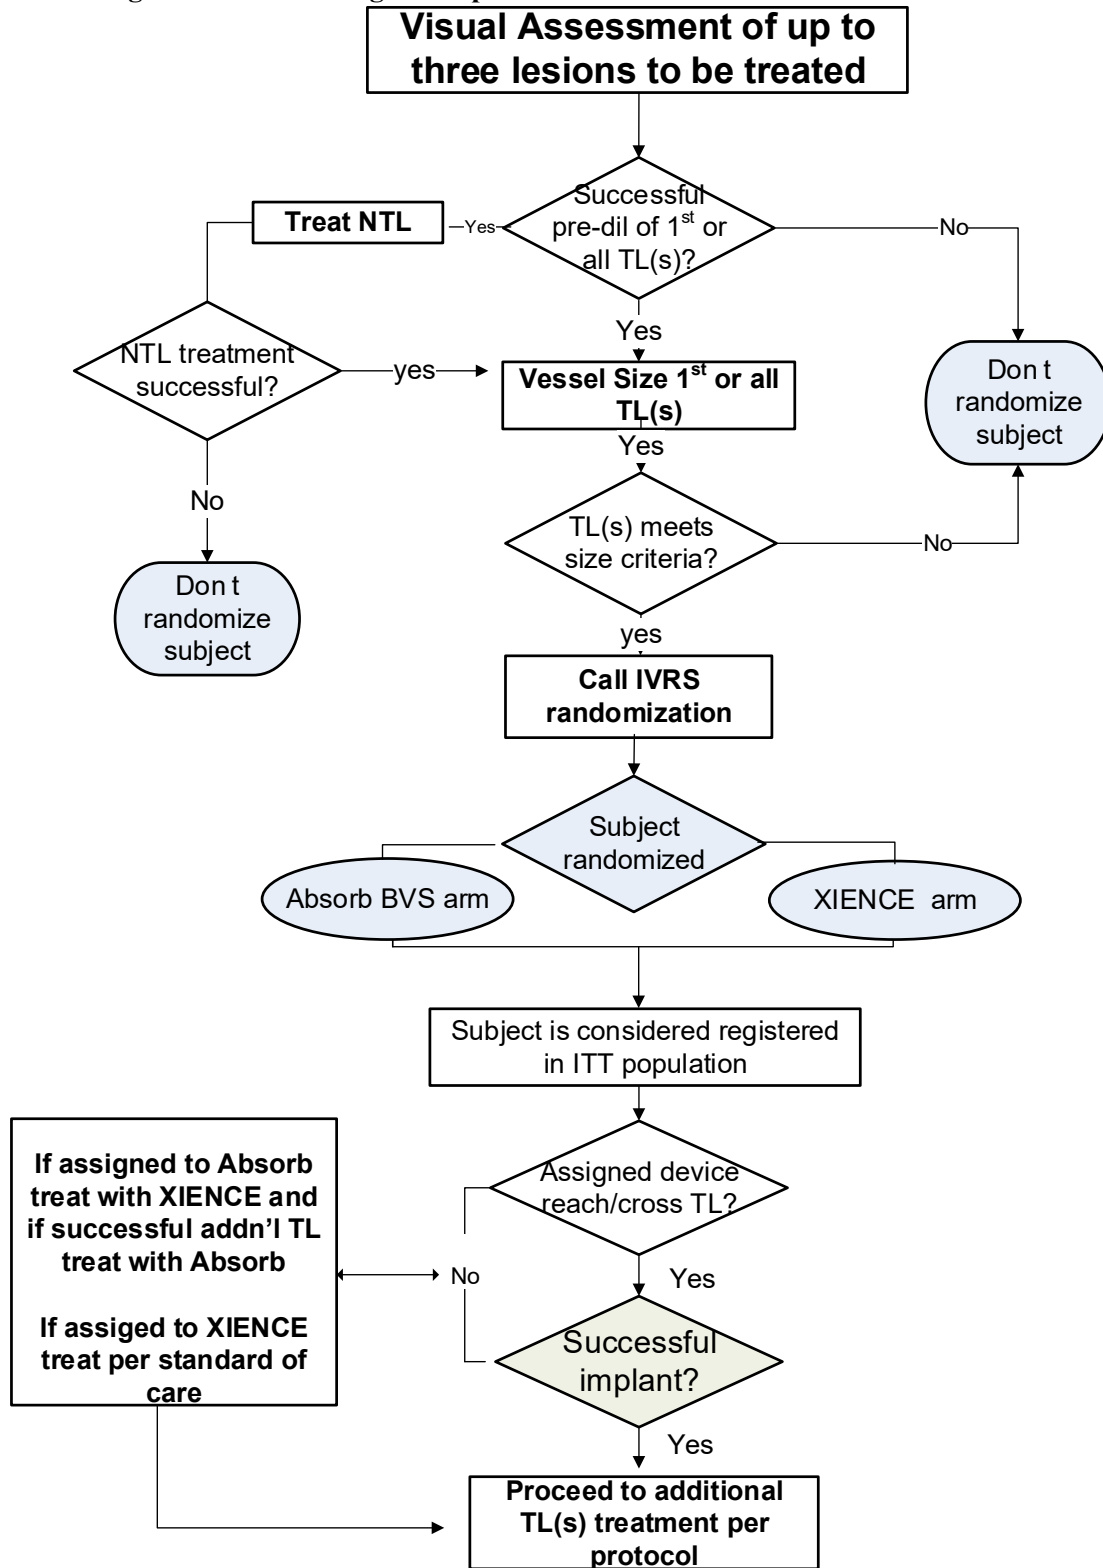 Visual Assessment of up to
three lesions to be treated
Successful
pre-dil of 1st or
all TL(s)?
Yes
Treat NTL
No
Yes
NTL treatment
successful?
yes
Vessel Size 1st or all
TL(s)
Don t
randomize
subject
Yes
No
TL(s) meets
size criteria?
No
Don t
randomize
subject
yes
Call IVRS
randomization
Subject
randomized
Absorb BVS arm
XIENCE arm
Subject is considered registered
in ITT population
Assigned device
reach/cross TL?
If assigned to Absorb
treat with XIENCE and
if successful addn'l TL
treat with Absorb
If assiged to XIENCE
treat per standard of
care
No
Yes
Successful
implant?
Yes
Proceed to additional
TL(s) treatment per
protocol